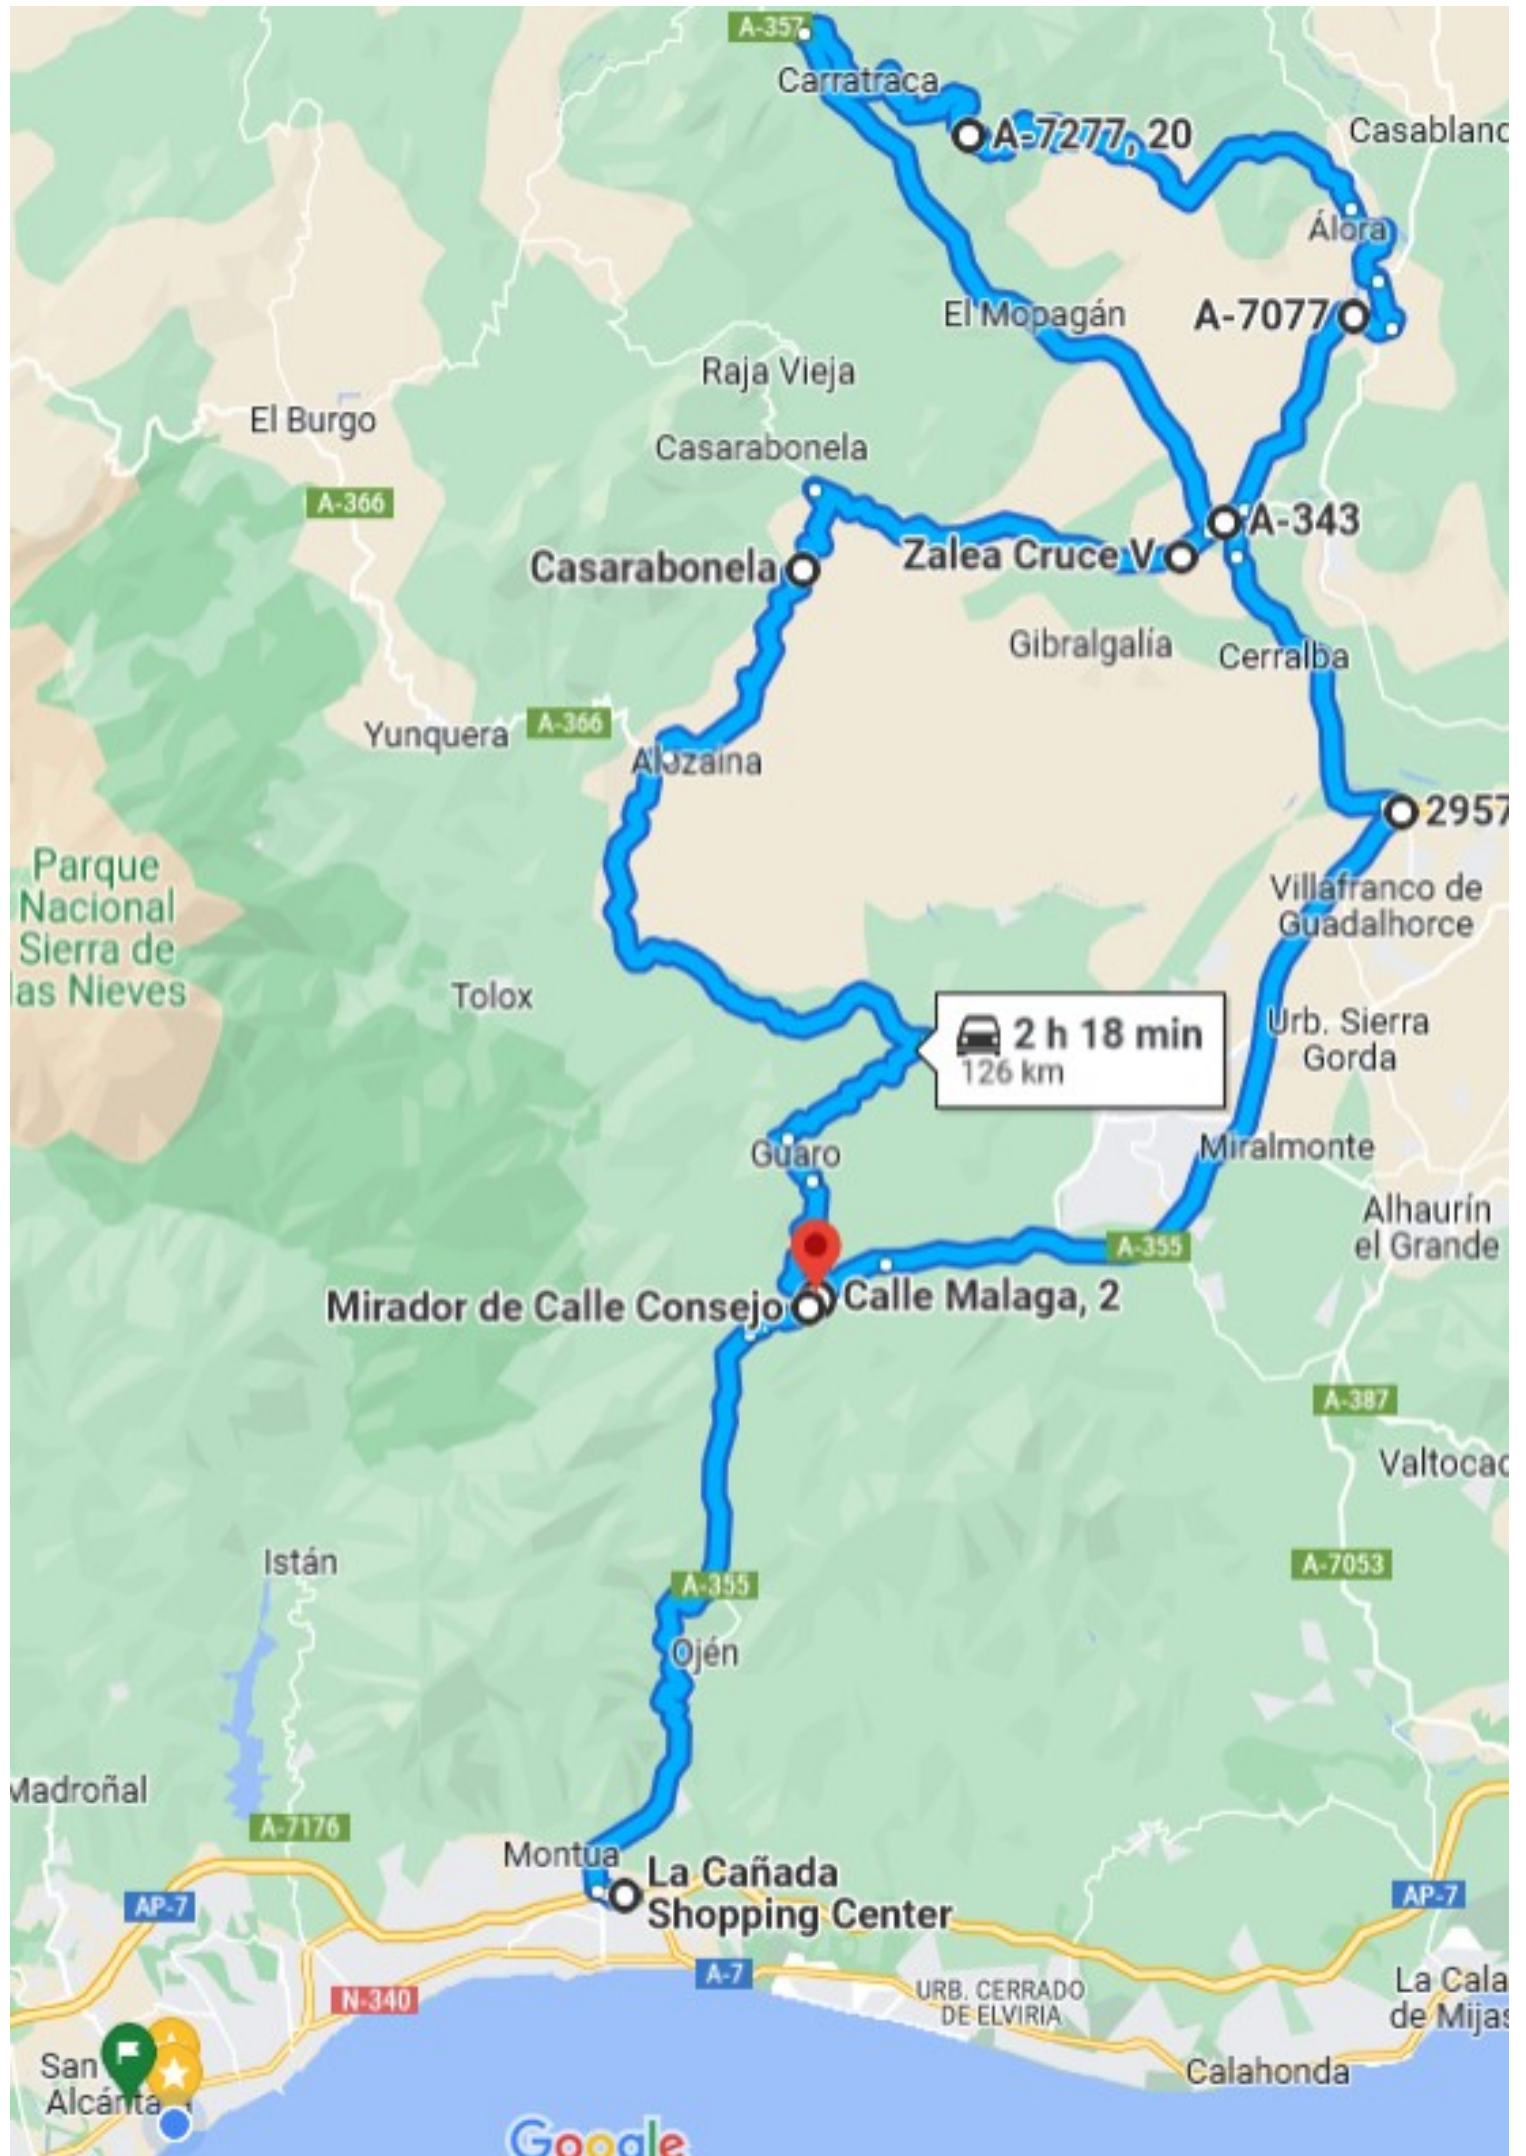 A-357
Carratraca
A-7277, 20
Casablanc
Álora
El Mopagán
A-7077
Raja Vieja
El Burgo
Casarabonela
A-366
A-343
Zalea Cruce V
Casarabonela
Gibralgalía
Cerralba
Yunquera
A-366
Alozaina
2957
Parque
Nacional
Sierra de
las Nieves
Villafranco de
Guadalhorce
Tolox
2 h 18 min
126 km
Urb. Sierra
Gorda
Guaro
Miralmonte
Alhaurín
el Grande
A-355
Mirador de Calle Consejo
Calle Malaga, 2
A-387
Valtocad
Istán
A-7053
A-355
Ojén
Madroñal
A-7176
Montua
La Cañada
Shopping Center
AP-7
AP-7
A-7
N-340
URB. CERRADO
DE ELVIRIA
La Cala
de Mijas
San
Alcánta
Calahonda
Google